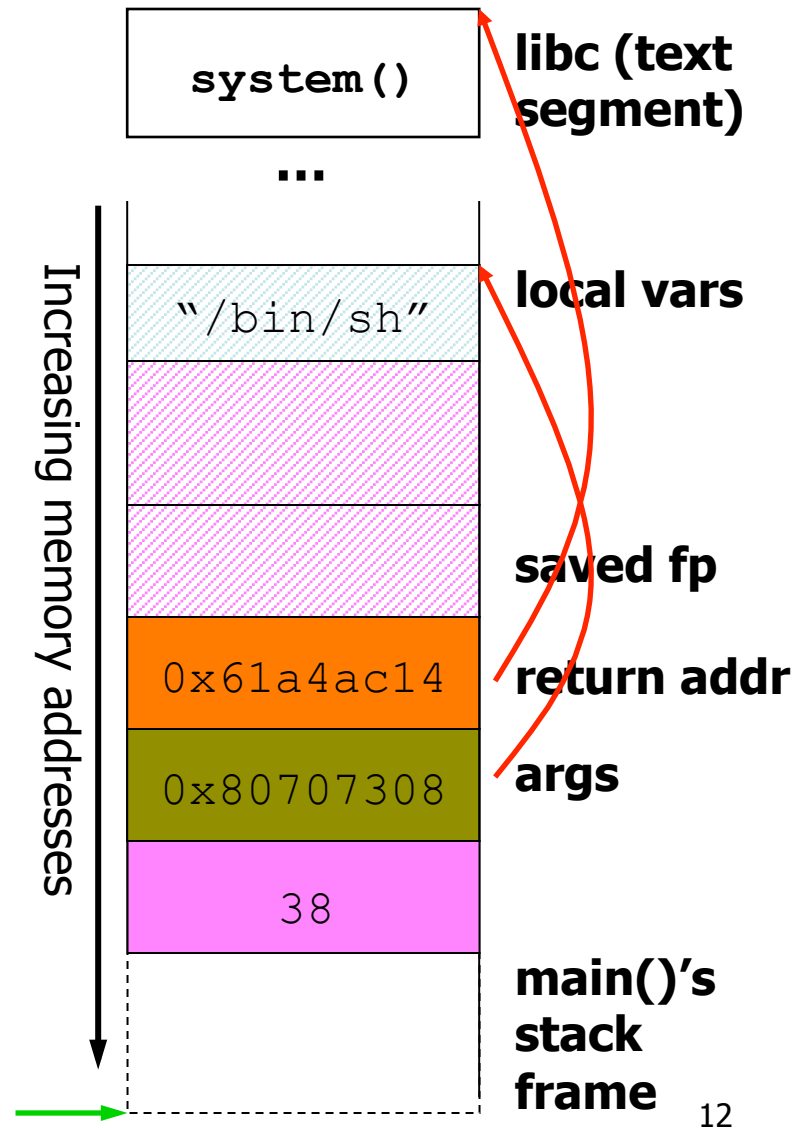 system()
libc (text
segment)
...
Increasing memory addresses
“/bin/sh”
local vars
saved fp
0x61a4ac14
return addr
0x80707308
args
38
main()’s
stack
frame
12